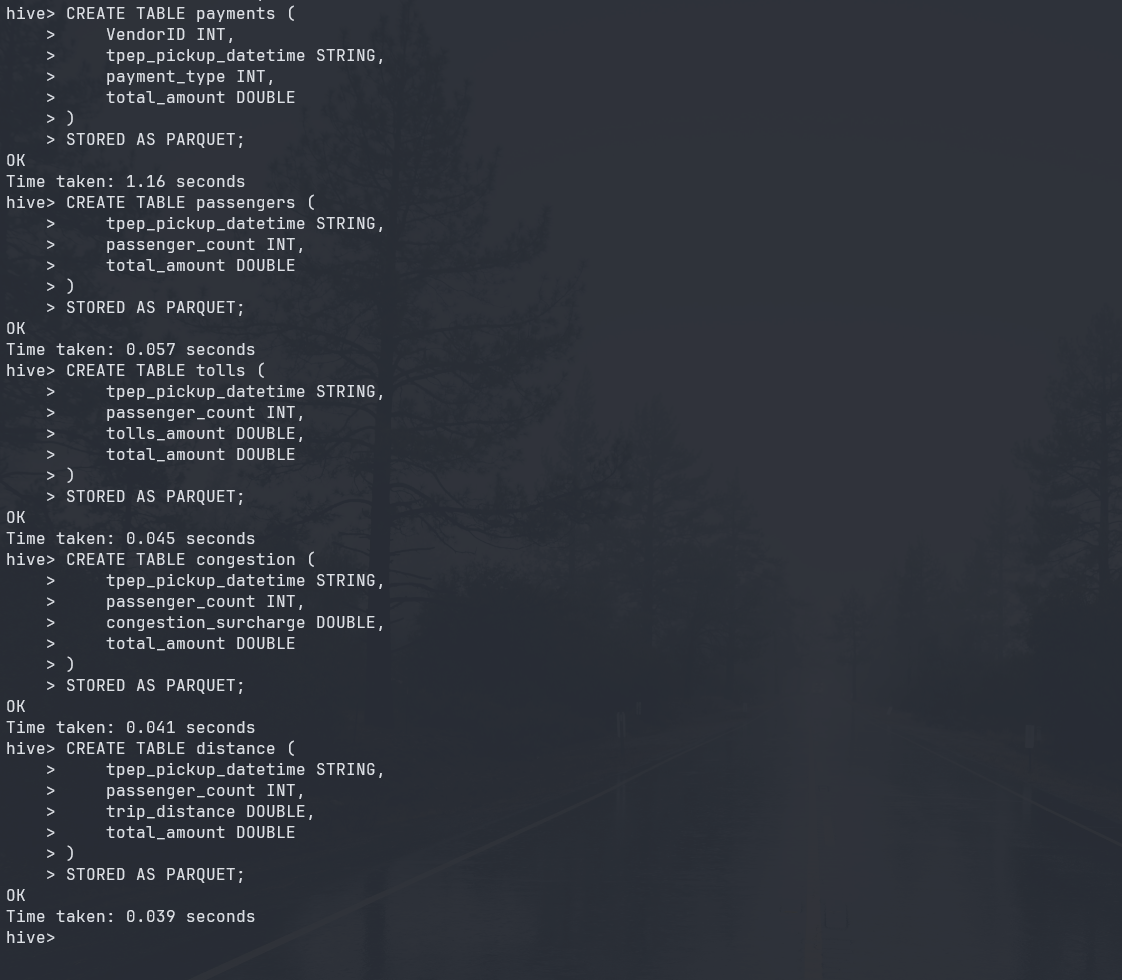 hive> CREATE TABLE payments (
    >     VendorID INT,
    >     tpep_pickup_datetime STRING,
    >     payment_type INT,
    >     total_amount DOUBLE
    > )
    > STORED AS PARQUET;
OK
Time taken: 1.16 seconds
hive> CREATE TABLE passengers (
    >     tpep_pickup_datetime STRING,
    >     passenger_count INT,
    >     total_amount DOUBLE
    > )
    > STORED AS PARQUET;
OK
Time taken: 0.057 seconds
hive> CREATE TABLE tolls (
    >     tpep_pickup_datetime STRING,
    >     passenger_count INT,
    >     tolls_amount DOUBLE,
    >     total_amount DOUBLE
    > )
    > STORED AS PARQUET;
OK
Time taken: 0.045 seconds
hive> CREATE TABLE congestion (
    >     tpep_pickup_datetime STRING,
    >     passenger_count INT,
    >     congestion_surcharge DOUBLE,
    >     total_amount DOUBLE
    > )
    > STORED AS PARQUET;
OK
Time taken: 0.041 seconds
hive> CREATE TABLE distance (
    >     tpep_pickup_datetime STRING,
    >     passenger_count INT,
    >     trip_distance DOUBLE,
    >     total_amount DOUBLE
    > )
    > STORED AS PARQUET;
OK
Time taken: 0.039 seconds
hive>